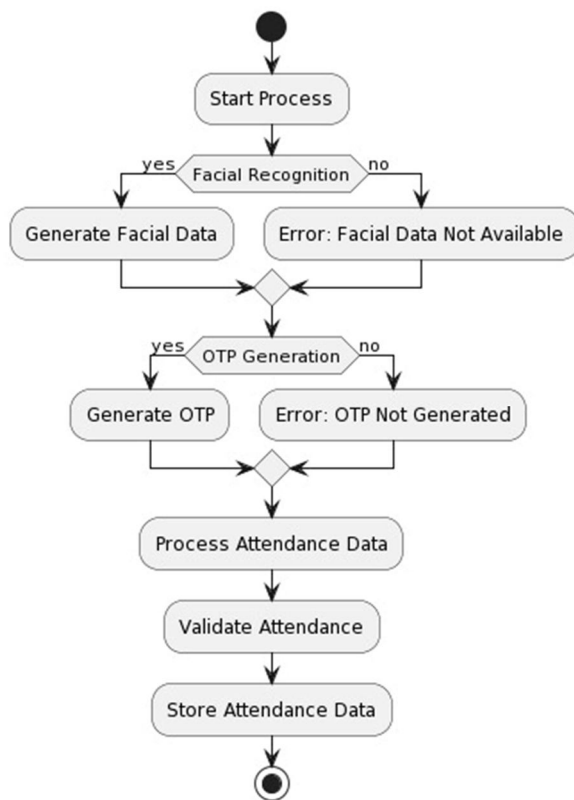 Start Process
yes
Facial Recognition
no
Generate Facial Data
Error: Facial Data Not Available
yes
OTP Generation
no
Generate OTP
Error: OTP Not Generated
Process Attendance Data
Validate Attendance
Store Attendance Data